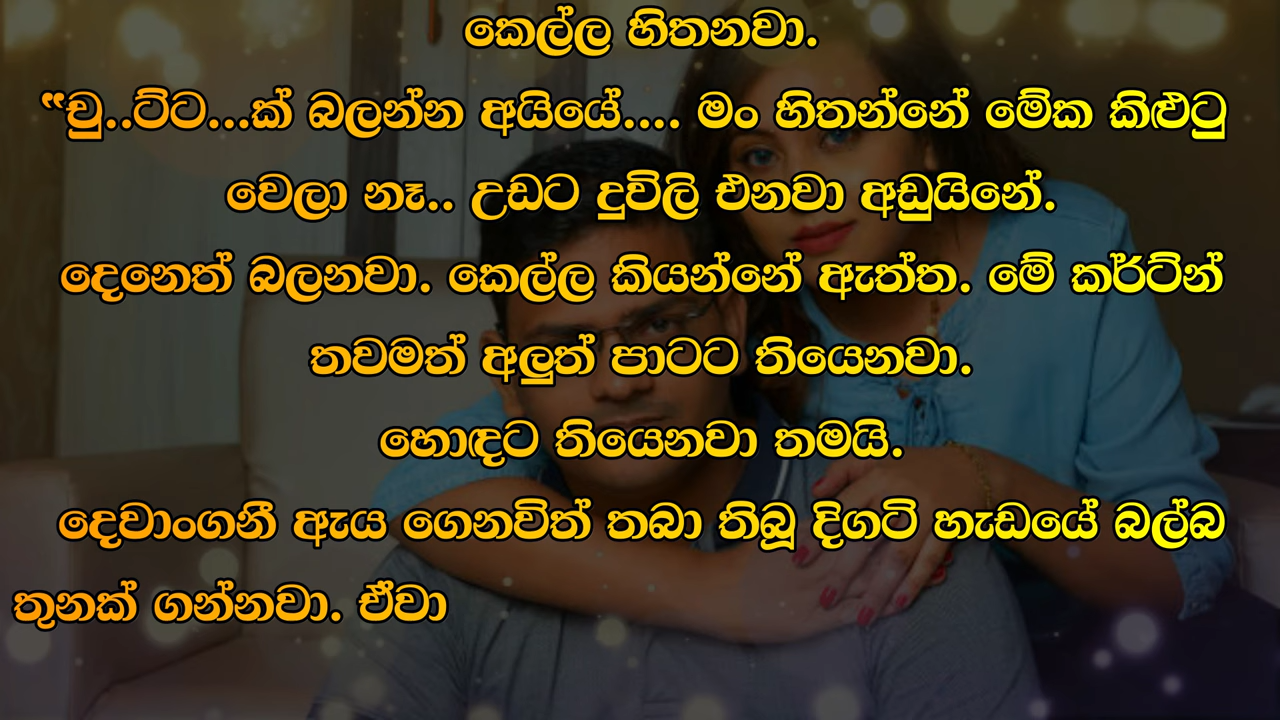 කෙල්ල හිතනවා.
“චු..ට්ට...ක් බලන්න අයියේ.... මං හිතන්නේ මේක කිළුටු
වෙලා නෑ.. උඩට දුවිලි එනවා අඩුයිනේ.
දෙනෙත් බලනවා. කෙල්ල කියන්නේ ඇත්ත. මේ කර්ට්න්
තවමත් අලුත් පාටට තියෙනවා.
හොඳට තියෙනවා තමයි.
දෙවාංගනී ඇය ගෙනවිත් තබා තිබූ දිගටි හැඩයේ බල්බ
තුනක් ගන්නවා. ඒවා